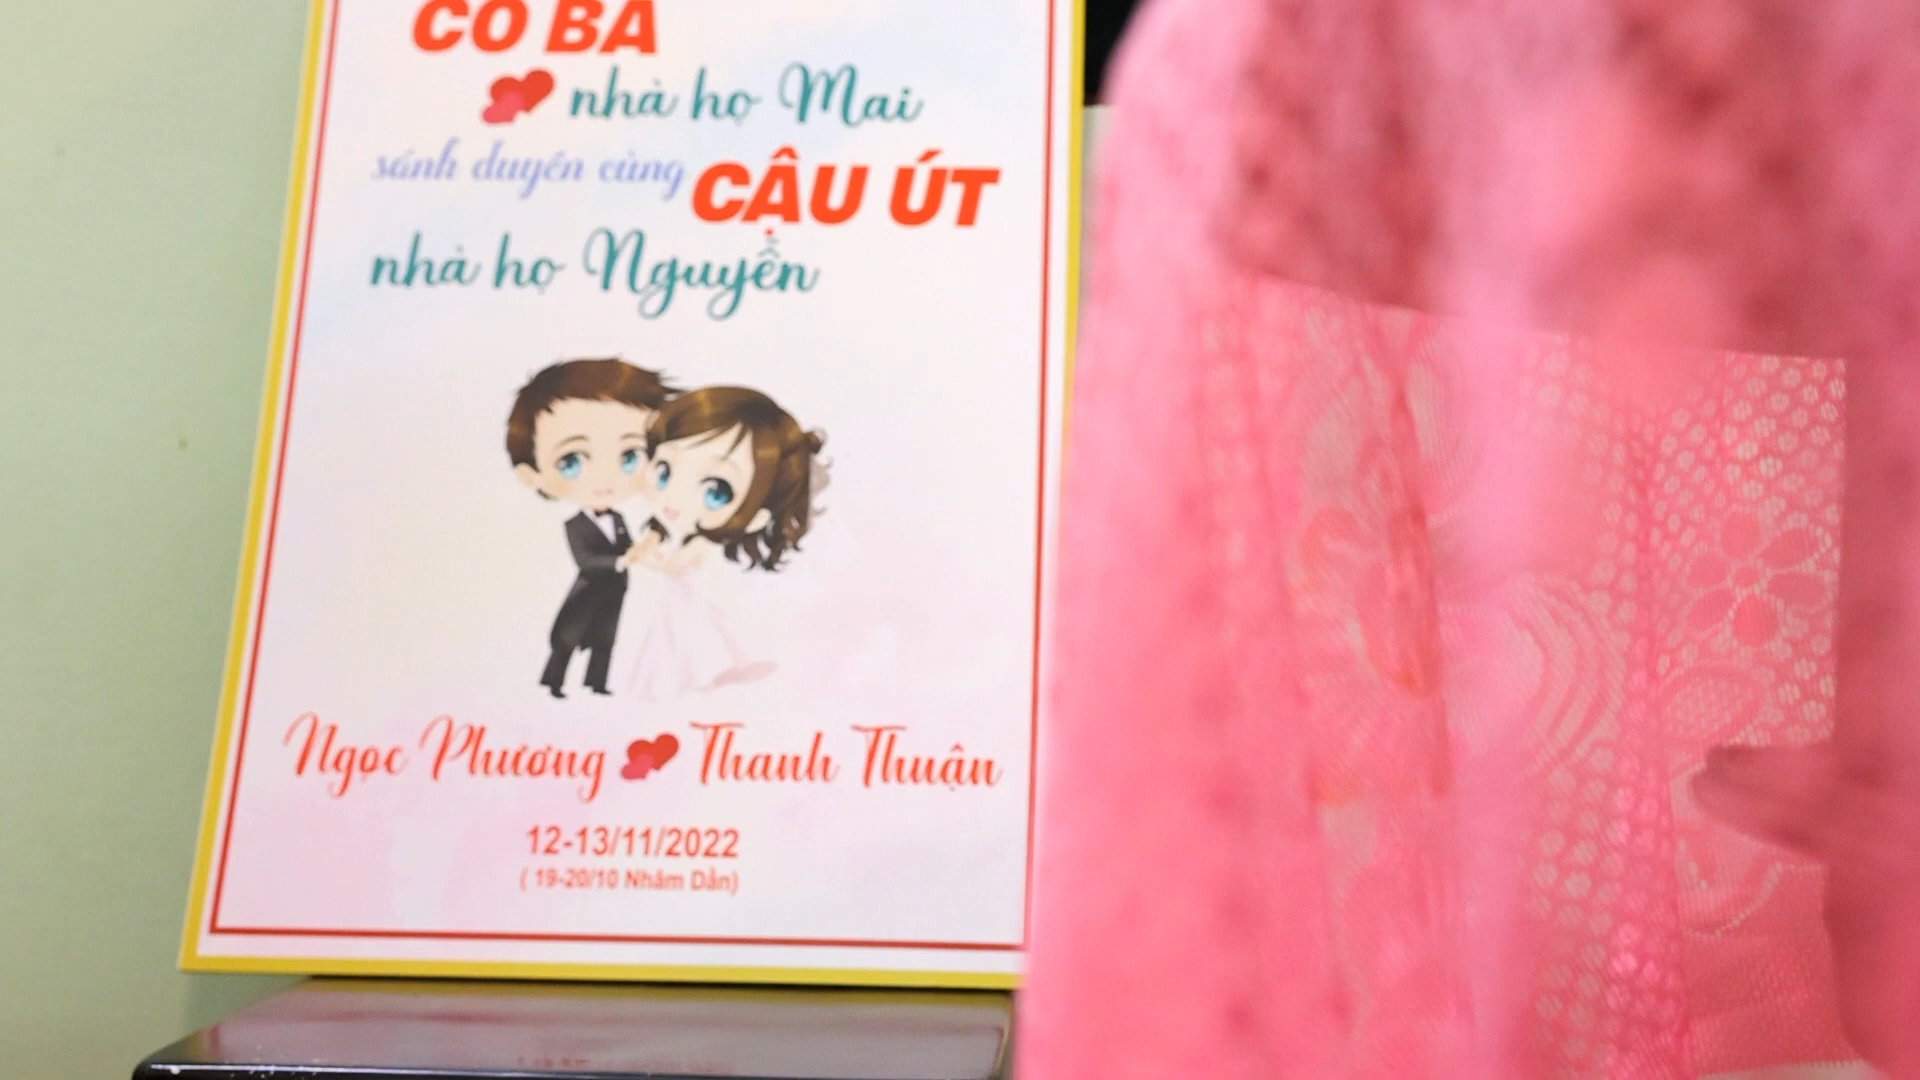 CÔ BA
nhà họ Mai
sánh duyên cùng CẬU ÚT
nhà họ Nguyễn
Ngọc Phương Thanh Thuận
12-13/11/2022
( 19-20/10 Nhâm Dần)